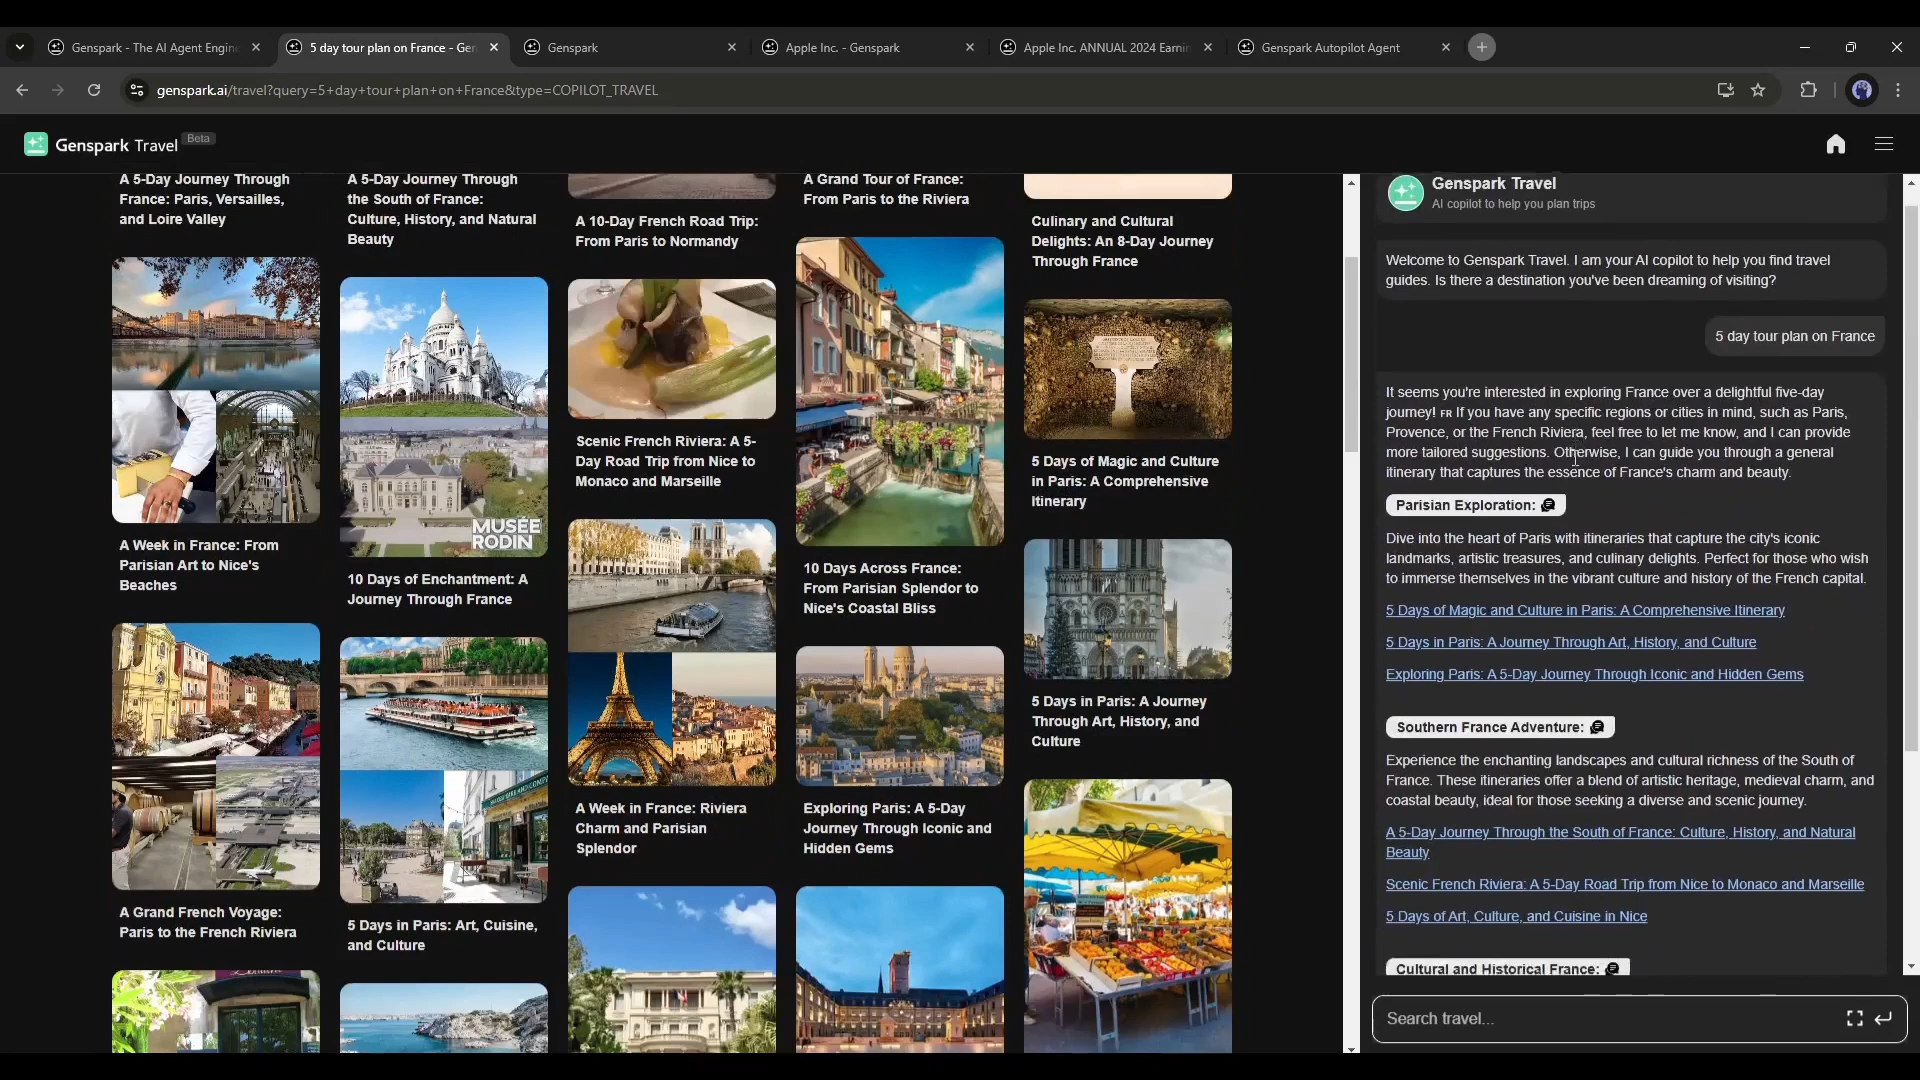 Genspark - The AI Agent Engin
5 day tour plan on France - Gen
Genspark
Apple Inc. - Genspark
Apple Inc. ANNUAL 2024 Earnin
Genspark Autopilot Agent
genspark.ai/travel?query=5+day+tour+plan+on+France&type=COPILOT_TRAVEL
Genspark Travel
Beta
A 5-Day Journey Through
France: Paris, Versailles,
and Loire Valley
A Week in France: From
Parisian Art to Nice's
Beaches
A Grand French Voyage:
Paris to the French Riviera
A 5-Day Journey Through
the South of France:
Culture, History, and Natural
Beauty
MUSÉE
RODIN
10 Days of Enchantment: A
Journey Through France
5 Days in Paris: Art, Cuisine,
and Culture
A 10-Day French Road Trip:
From Paris to Normandy
Scenic French Riviera: A 5-
Day Road Trip from Nice to
Monaco and Marseille
A Week in France: Riviera
Charm and Parisian
Splendor
A Grand Tour of France:
From Paris to the Riviera
10 Days Across France:
From Parisian Splendor to
Nice's Coastal Bliss
Exploring Paris: A 5-Day
Journey Through Iconic and
Hidden Gems
Culinary and Cultural
Delights: An 8-Day Journey
Through France
5 Days of Magic and Culture
in Paris: A Comprehensive
Itinerary
5 Days in Paris: A Journey
Through Art, History, and
Culture
Genspark Travel
AI copilot to help you plan trips
Welcome to Genspark Travel. I am your AI copilot to help you find travel
guides. Is there a destination you've been dreaming of visiting?
5 day tour plan on France
It seems you're interested in exploring France over a delightful five-day
journey! FR If you have any specific regions or cities in mind, such as Paris,
Provence, or the French Riviera, feel free to let me know, and I can provide
more tailored suggestions. Otherwise, I can guide you through a general
itinerary that captures the essence of France's charm and beauty.
Parisian Exploration:
Dive into the heart of Paris with itineraries that capture the city's iconic
landmarks, artistic treasures, and culinary delights. Perfect for those who wish
to immerse themselves in the vibrant culture and history of the French capital.
5 Days of Magic and Culture in Paris: A Comprehensive Itinerary
5 Days in Paris: A Journey Through Art, History, and Culture
Exploring Paris: A 5-Day Journey Through Iconic and Hidden Gems
Southern France Adventure:
Experience the enchanting landscapes and cultural richness of the South of
France. These itineraries offer a blend of artistic heritage, medieval charm, and
coastal beauty, ideal for those seeking a diverse and scenic journey.
A 5-Day Journey Through the South of France: Culture, History, and Natural
Beauty
Scenic French Riviera: A 5-Day Road Trip from Nice to Monaco and Marseille
5 Days of Art, Culture, and Cuisine in Nice
Cultural and Historical France:
Search travel...